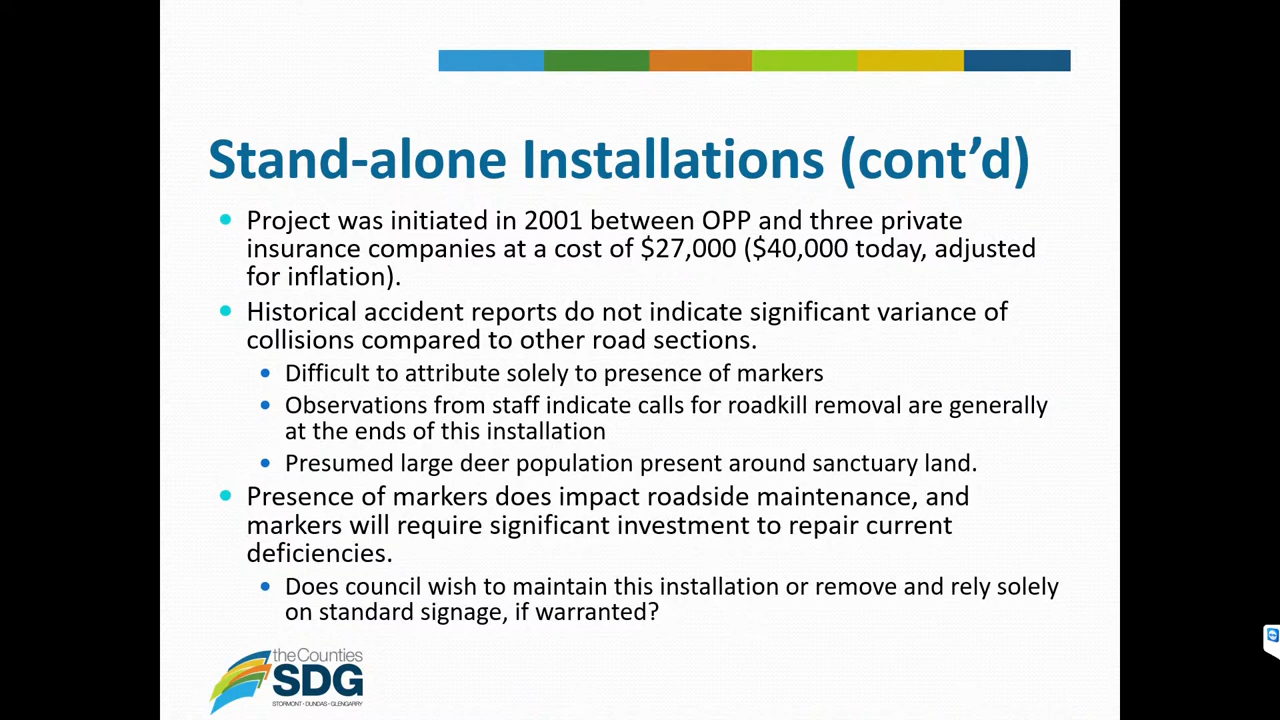 Stand-alone Installations (cont’d)
• Project was initiated in 2001 between OPP and three private
insurance companies at a cost of $27,000 ($40,000 today, adjusted
for inflation).
• Historical accident reports do not indicate significant variance of
collisions compared to other road sections.
• Difficult to attribute solely to presence of markers
• Observations from staff indicate calls for roadkill removal are generally
at the ends of this installation
• Presumed large deer population present around sanctuary land.
• Presence of markers does impact roadside maintenance, and
markers will require significant investment to repair current
deficiencies.
• Does council wish to maintain this installation or remove and rely solely
on standard signage, if warranted?
theCounties
SDG
STORMONT • DUNDAS • GLENGARRY